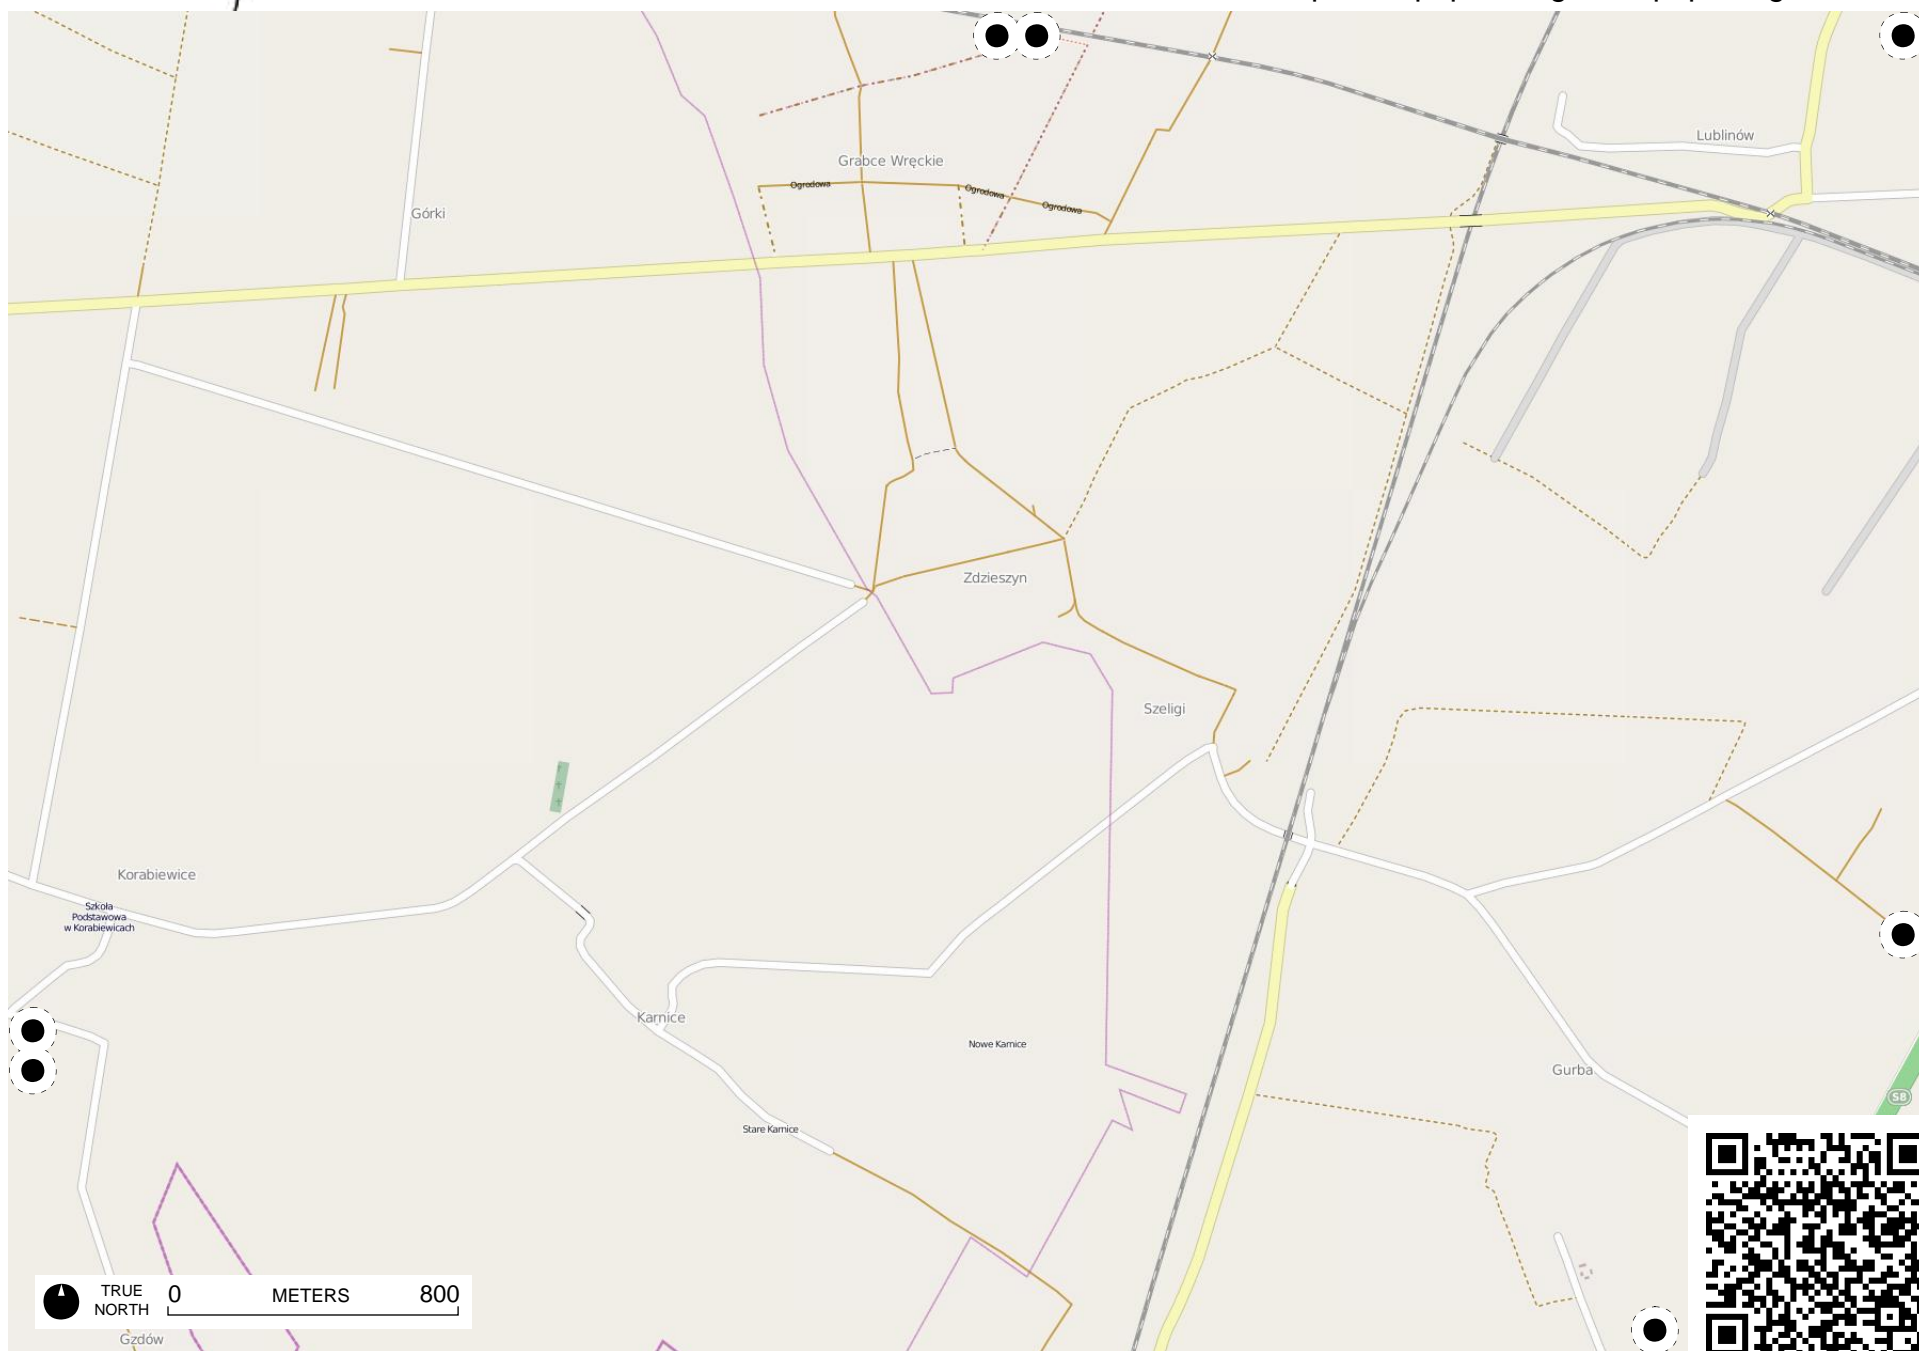 Lublinów
Grabce Wręckie
Ogrodowa
Ogrodowa
Ogrodowa
Górki
Zdzieszyn
Szeligi
Korabiewice
Szkoła
Podstawowa
w Korabiewicach
Karnice
Nowe Karnice
Gurba
S8
Stare Karnice
TRUE
NORTH
0 METERS 800
Gzdów